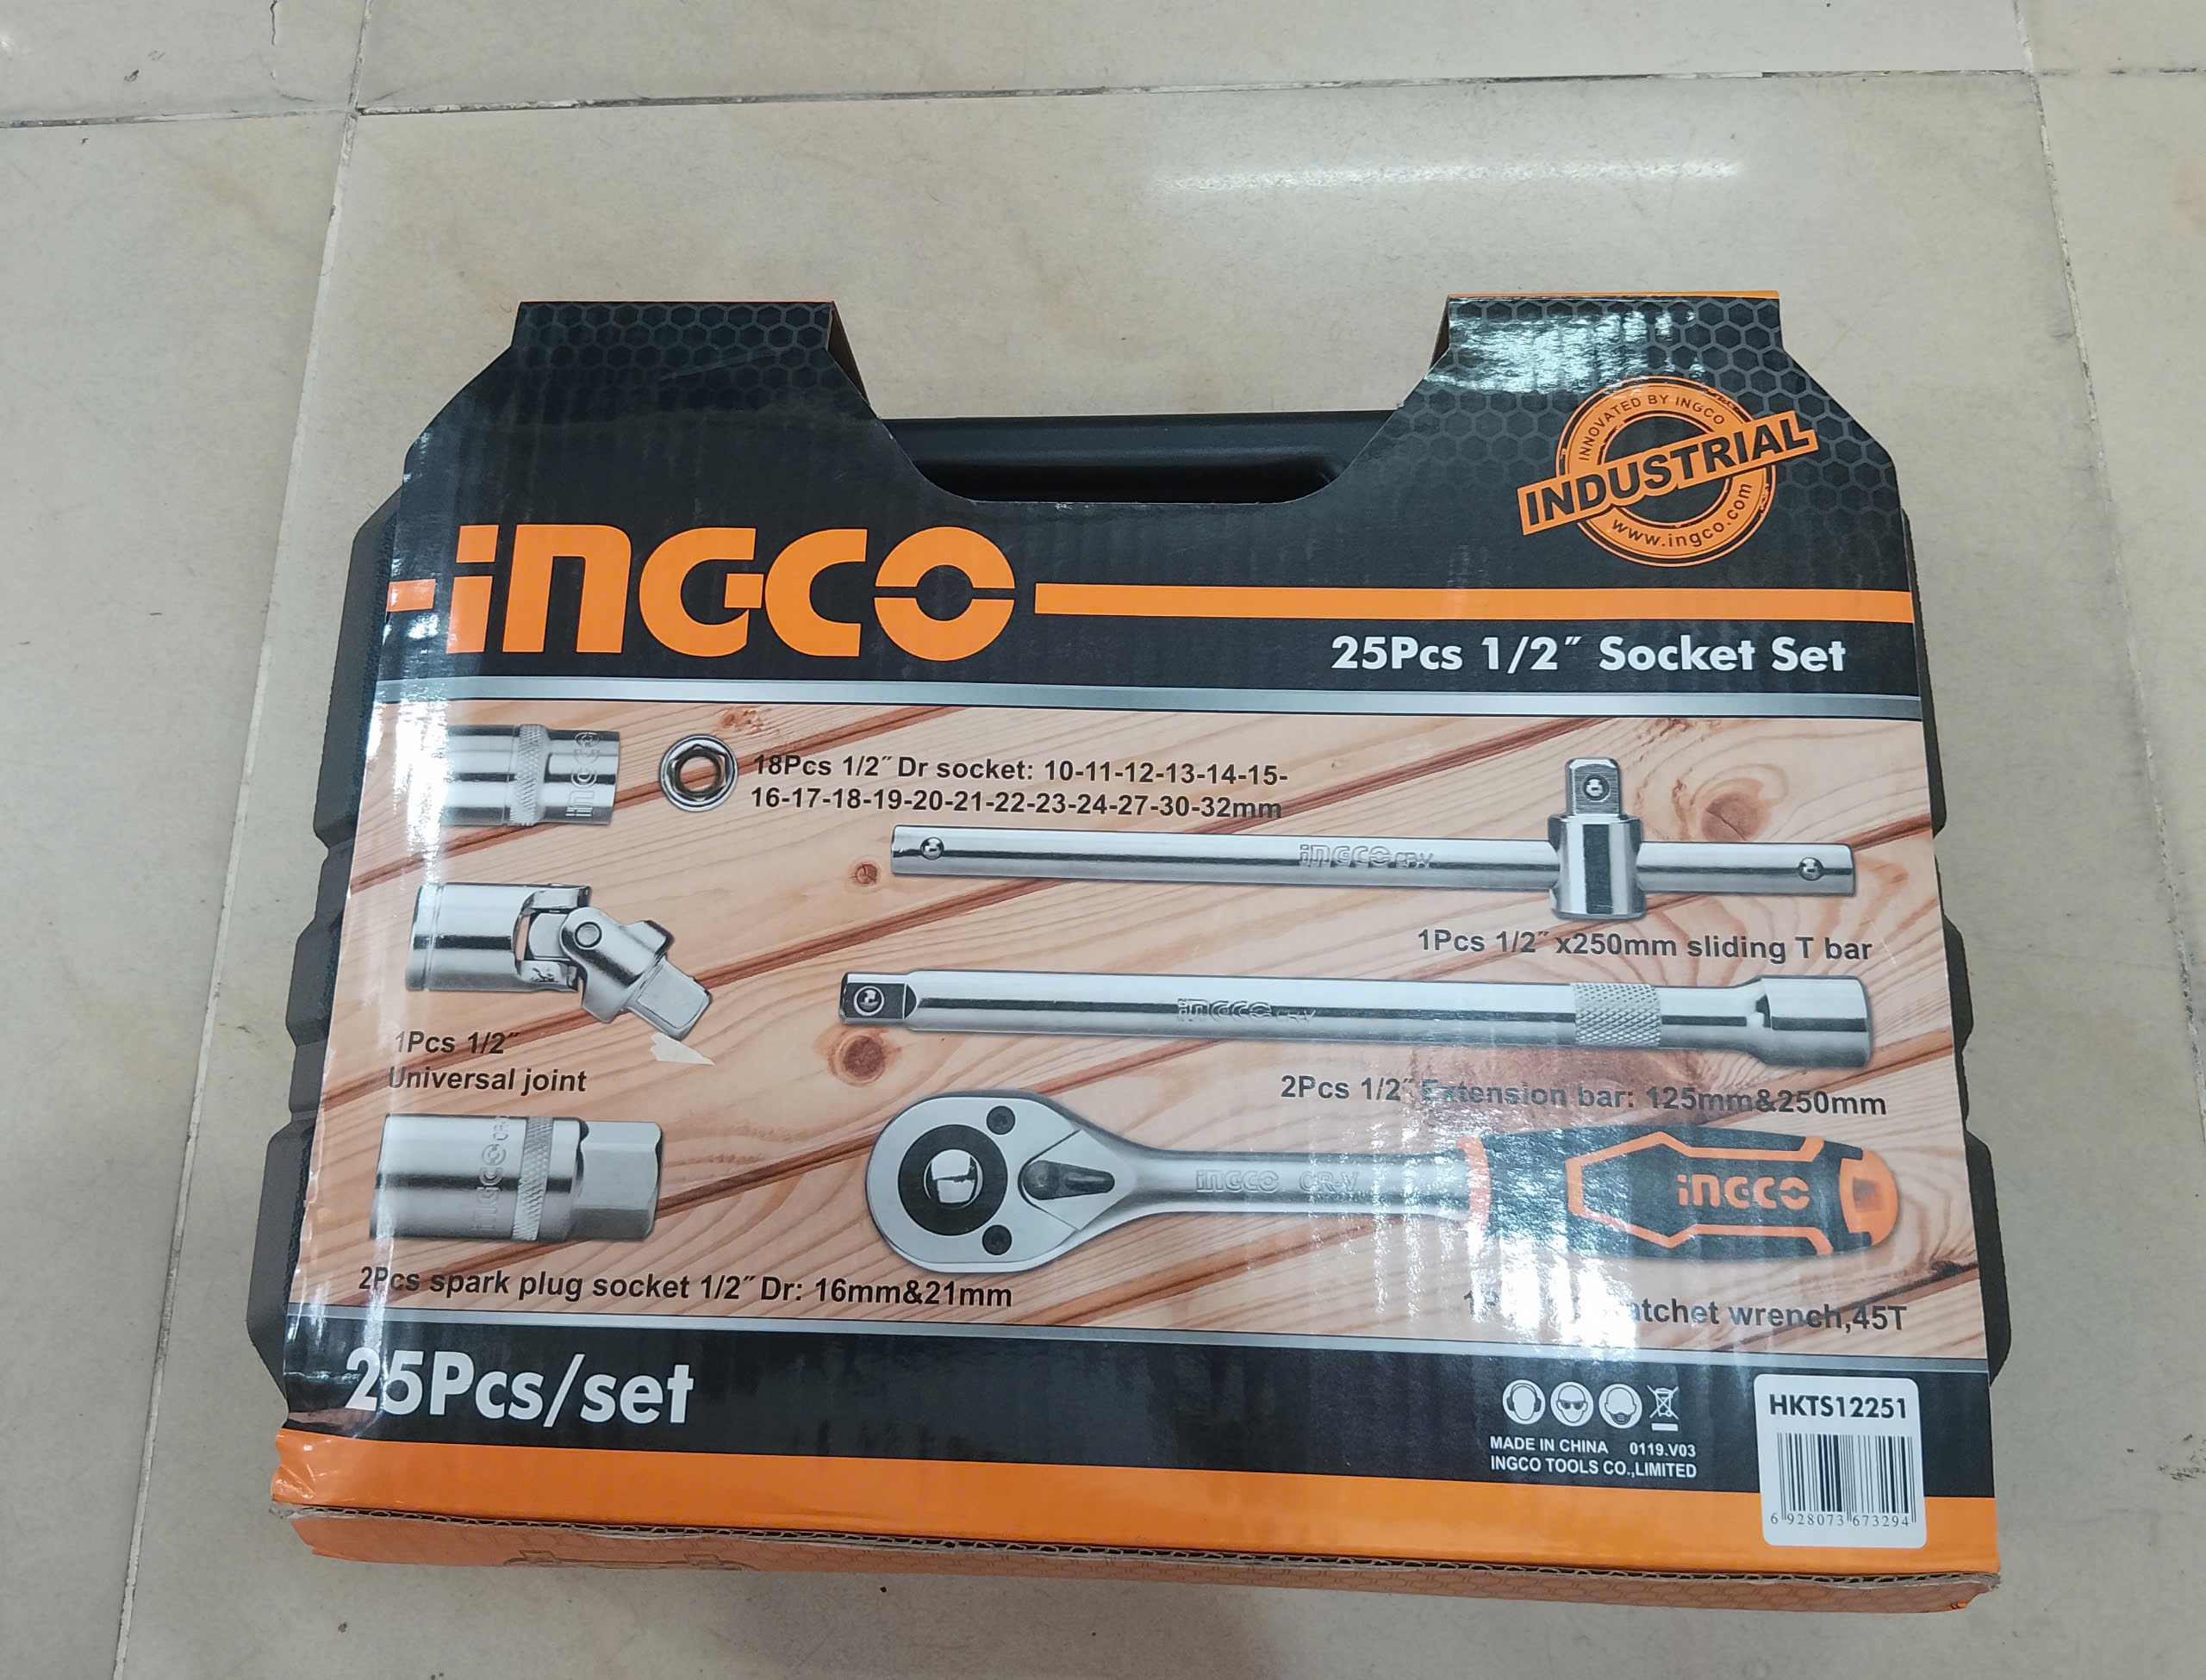 INNOVATED BY INGCO
INDUSTRIAL
www.ingco.com
INGCO
25Pcs 1/2″ Socket Set
INGCO
18Pcs 1/2″ Dr socket: 10-11-12-13-14-15-
16-17-18-19-20-21-22-23-24-27-30-32mm
INGCO CR-V
1Pcs 1/2″x250mm sliding T bar
INGCO CR-V
1Pcs 1/2″
Universal joint
2Pcs 1/2″ Extension bar: 125mm&250mm
INGCO CR-V
INGCO
INGCO
2Pcs spark plug socket 1/2″ Dr: 16mm&21mm
wrench,45T
25Pcs/set
HKTS12251
MADE IN CHINA 0119.V03
INGCO TOOLS CO.,LIMITED
6 928073 673294